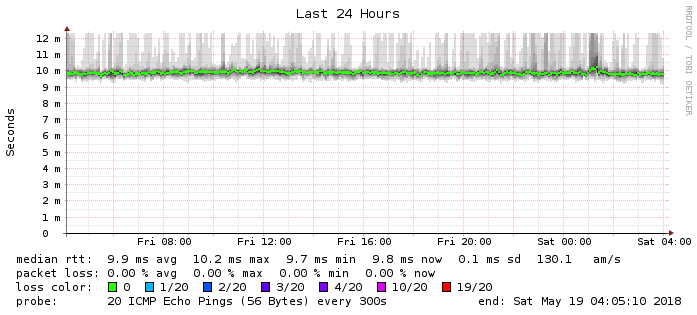 Last 24 Hours
RRDTOOL / TOBI OETIKER
Seconds
12 m
11 m
10 m
9 m
8 m
7 m
6 m
5 m
4 m
3 m
2 m
1 m
0
Fri 08:00 Fri 12:00 Fri 16:00 Fri 20:00 Sat 00:00 Sat 04:00
median rtt: 9.9 ms avg 10.2 ms max 9.7 ms min 9.8 ms now 0.1 ms sd 130.1 am/s
packet loss: 0.00 % avg 0.00 % max 0.00 % min 0.00 % now
loss color: 0 1/20 2/20 3/20 4/20 10/20 19/20
probe: 20 ICMP Echo Pings (56 Bytes) every 300s end: Sat May 19 04:05:10 2018